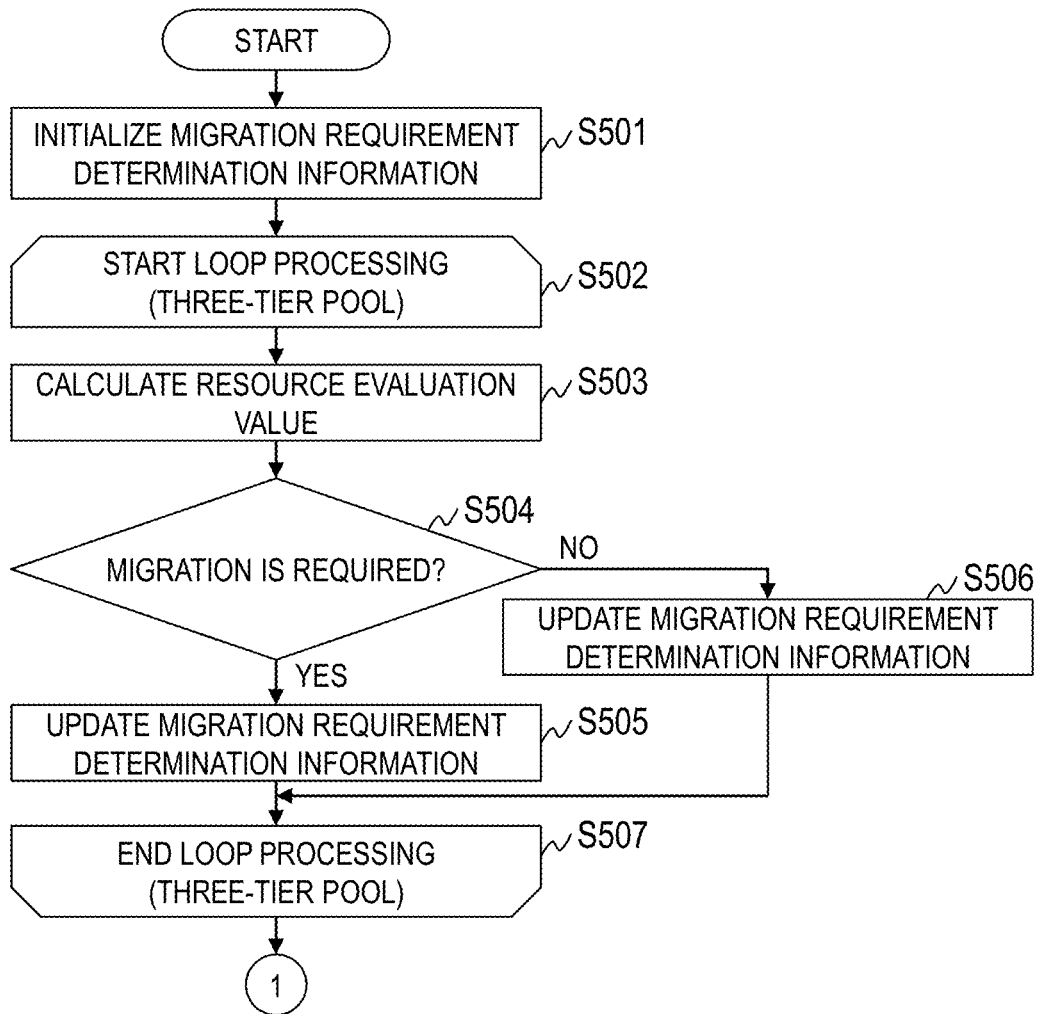 START
INITIALIZE MIGRATION REQUIREMENT
DETERMINATION INFORMATION
S501
START LOOP PROCESSING
(THREE-TIER POOL)
S502
CALCULATE RESOURCE EVALUATION
VALUE
S503
S504
MIGRATION IS REQUIRED?
NO
S506
UPDATE MIGRATION REQUIREMENT
DETERMINATION INFORMATION
YES
UPDATE MIGRATION REQUIREMENT
DETERMINATION INFORMATION
S505
END LOOP PROCESSING
(THREE-TIER POOL)
S507
1